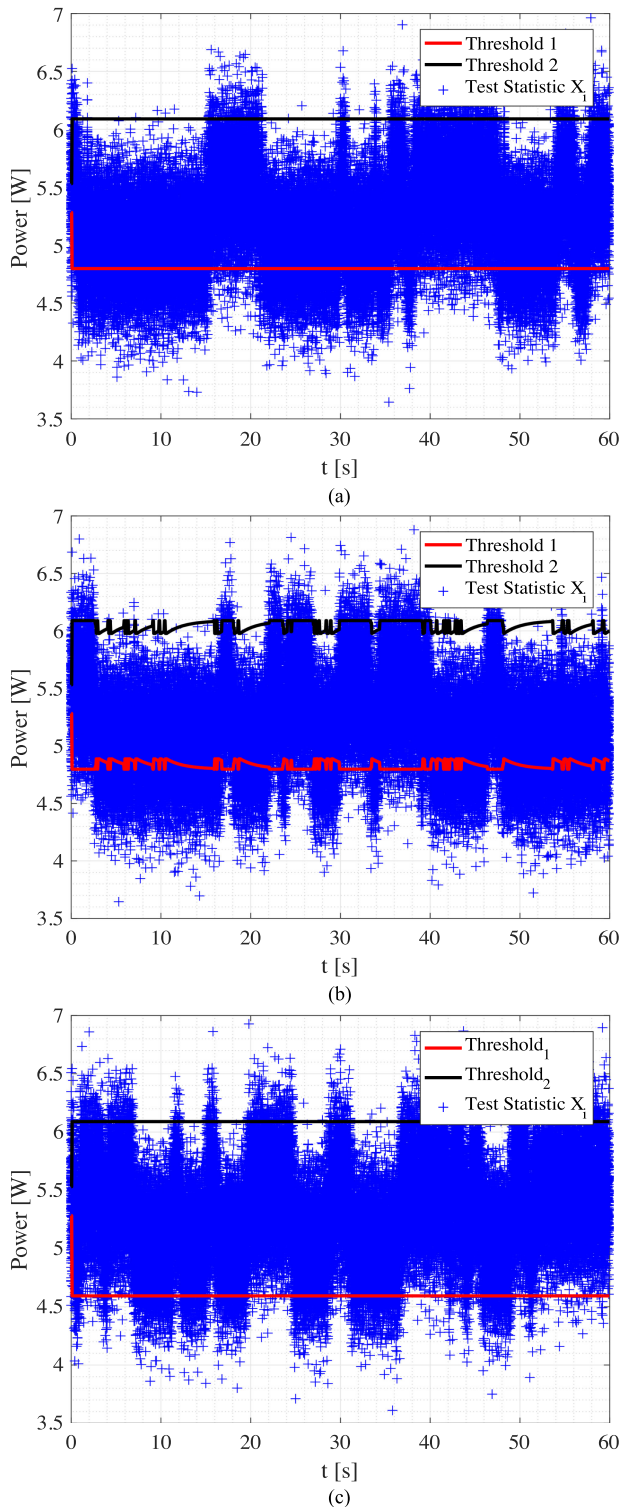 7
6.5
6
5.5
5
4.5
4
3.5
Power [W]
Threshold 1
Threshold 2
Test Statistic X_i
0 10 20 30 40 50 60
t [s]
(a)
7
6.5
6
5.5
5
4.5
4
3.5
Power [W]
Threshold 1
Threshold 2
Test Statistic X_i
0 10 20 30 40 50 60
t [s]
(b)
7
6.5
6
5.5
5
4.5
4
3.5
Power [W]
Threshold_1
Threshold_2
Test Statistic X_i
0 10 20 30 40 50 60
t [s]
(c)